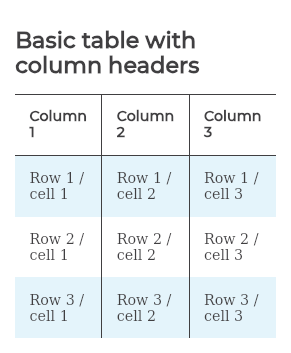 Basic table with
column headers
Column 1 Column 2 Column 3
Row 1 / cell 1 Row 1 / cell 2 Row 1 / cell 3
Row 2 / cell 1 Row 2 / cell 2 Row 2 / cell 3
Row 3 / cell 1 Row 3 / cell 2 Row 3 / cell 3